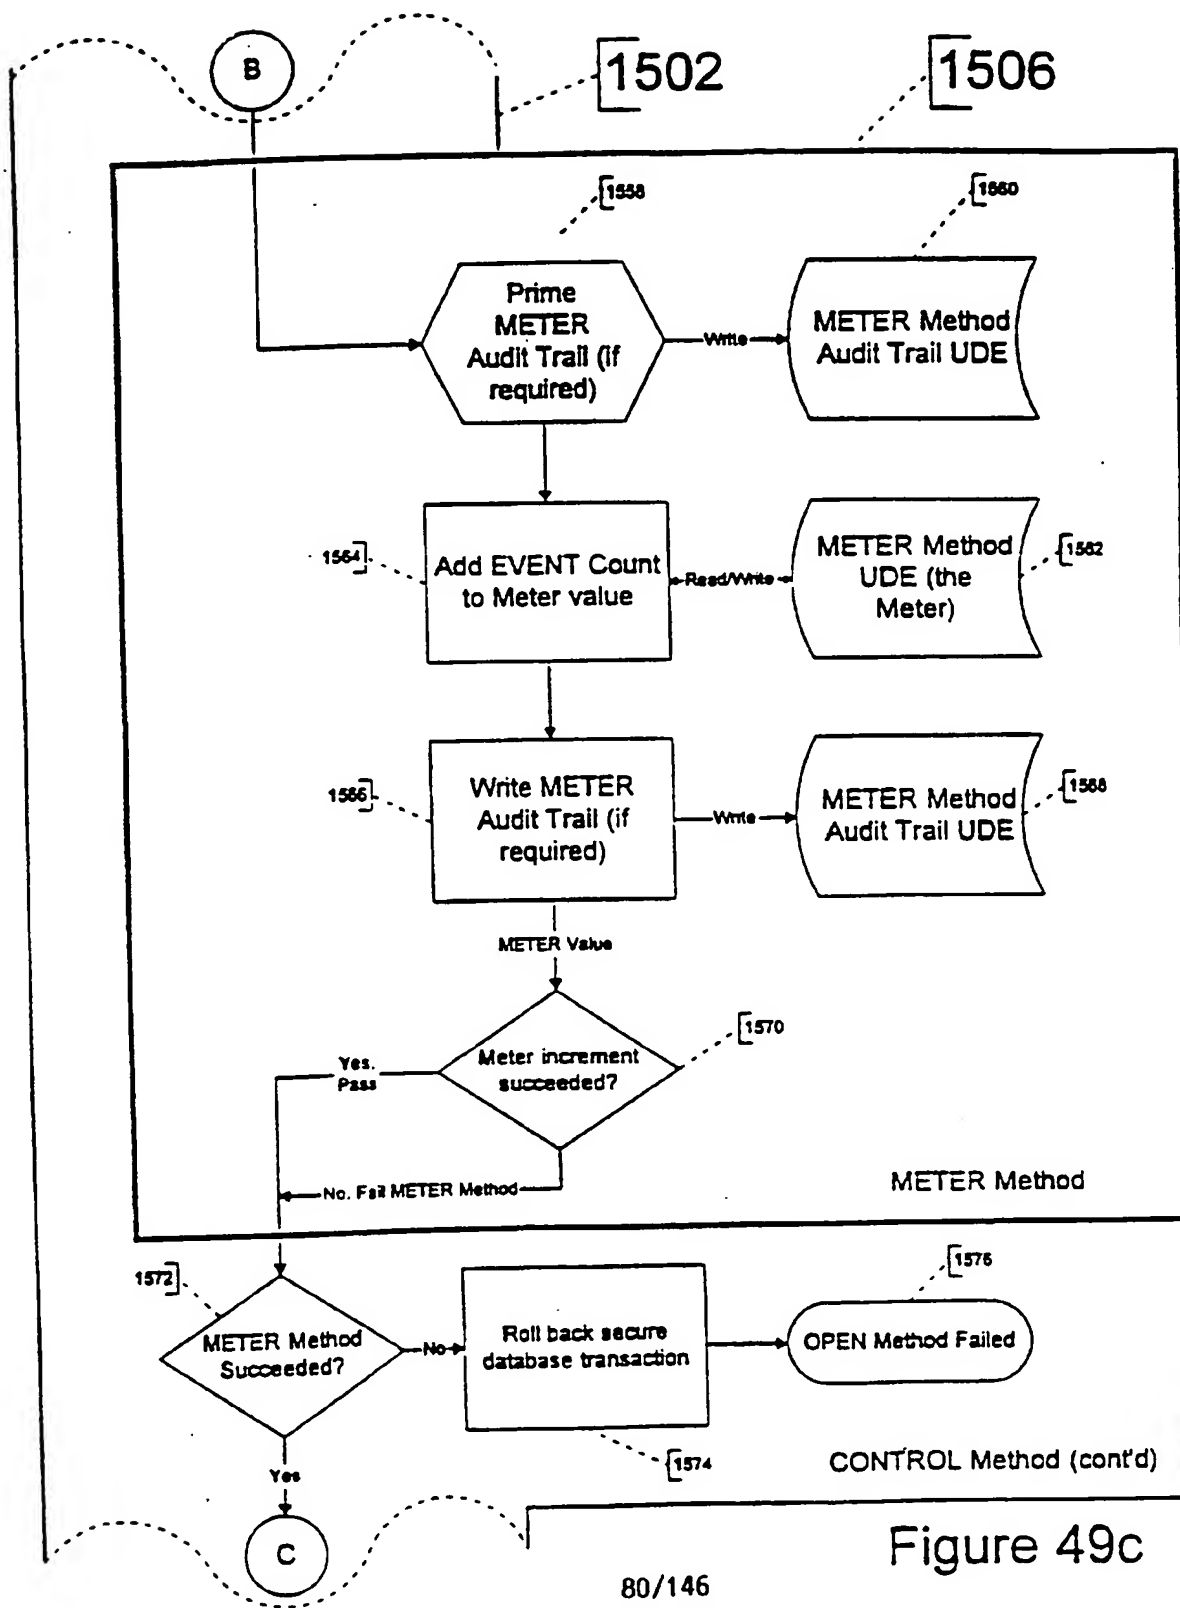 B
1502
1506
1558
1560
Prime
METER
Audit Trail (if
required)
Write
METER Method
Audit Trail UDE
1564
Add EVENT Count
to Meter value
Read/Write
METER Method
UDE (the
Meter)
1562
1566
Write METER
Audit Trail (if
required)
Write
METER Method
Audit Trail UDE
1568
METER Value
1570
Meter increment
succeeded?
Yes.
Pass
No. Fail METER Method
METER Method
1572
METER Method
Succeeded?
No
Roll back secure
database transaction
1576
OPEN Method Failed
1574
CONTROL Method (cont'd)
Yes
C
Figure 49c
80/146